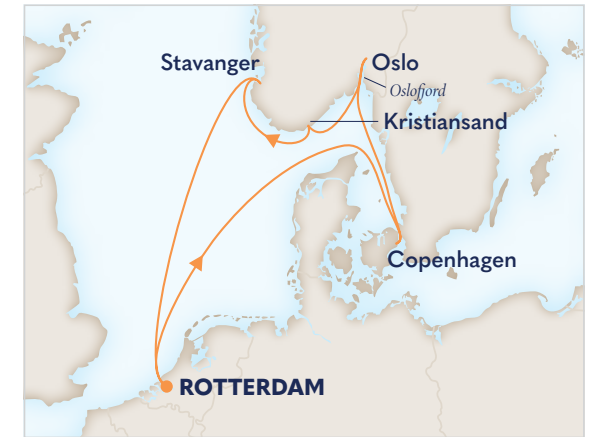 Stavanger
Oslo
Oslofjord
Kristiansand
Copenhagen
ROTTERDAM